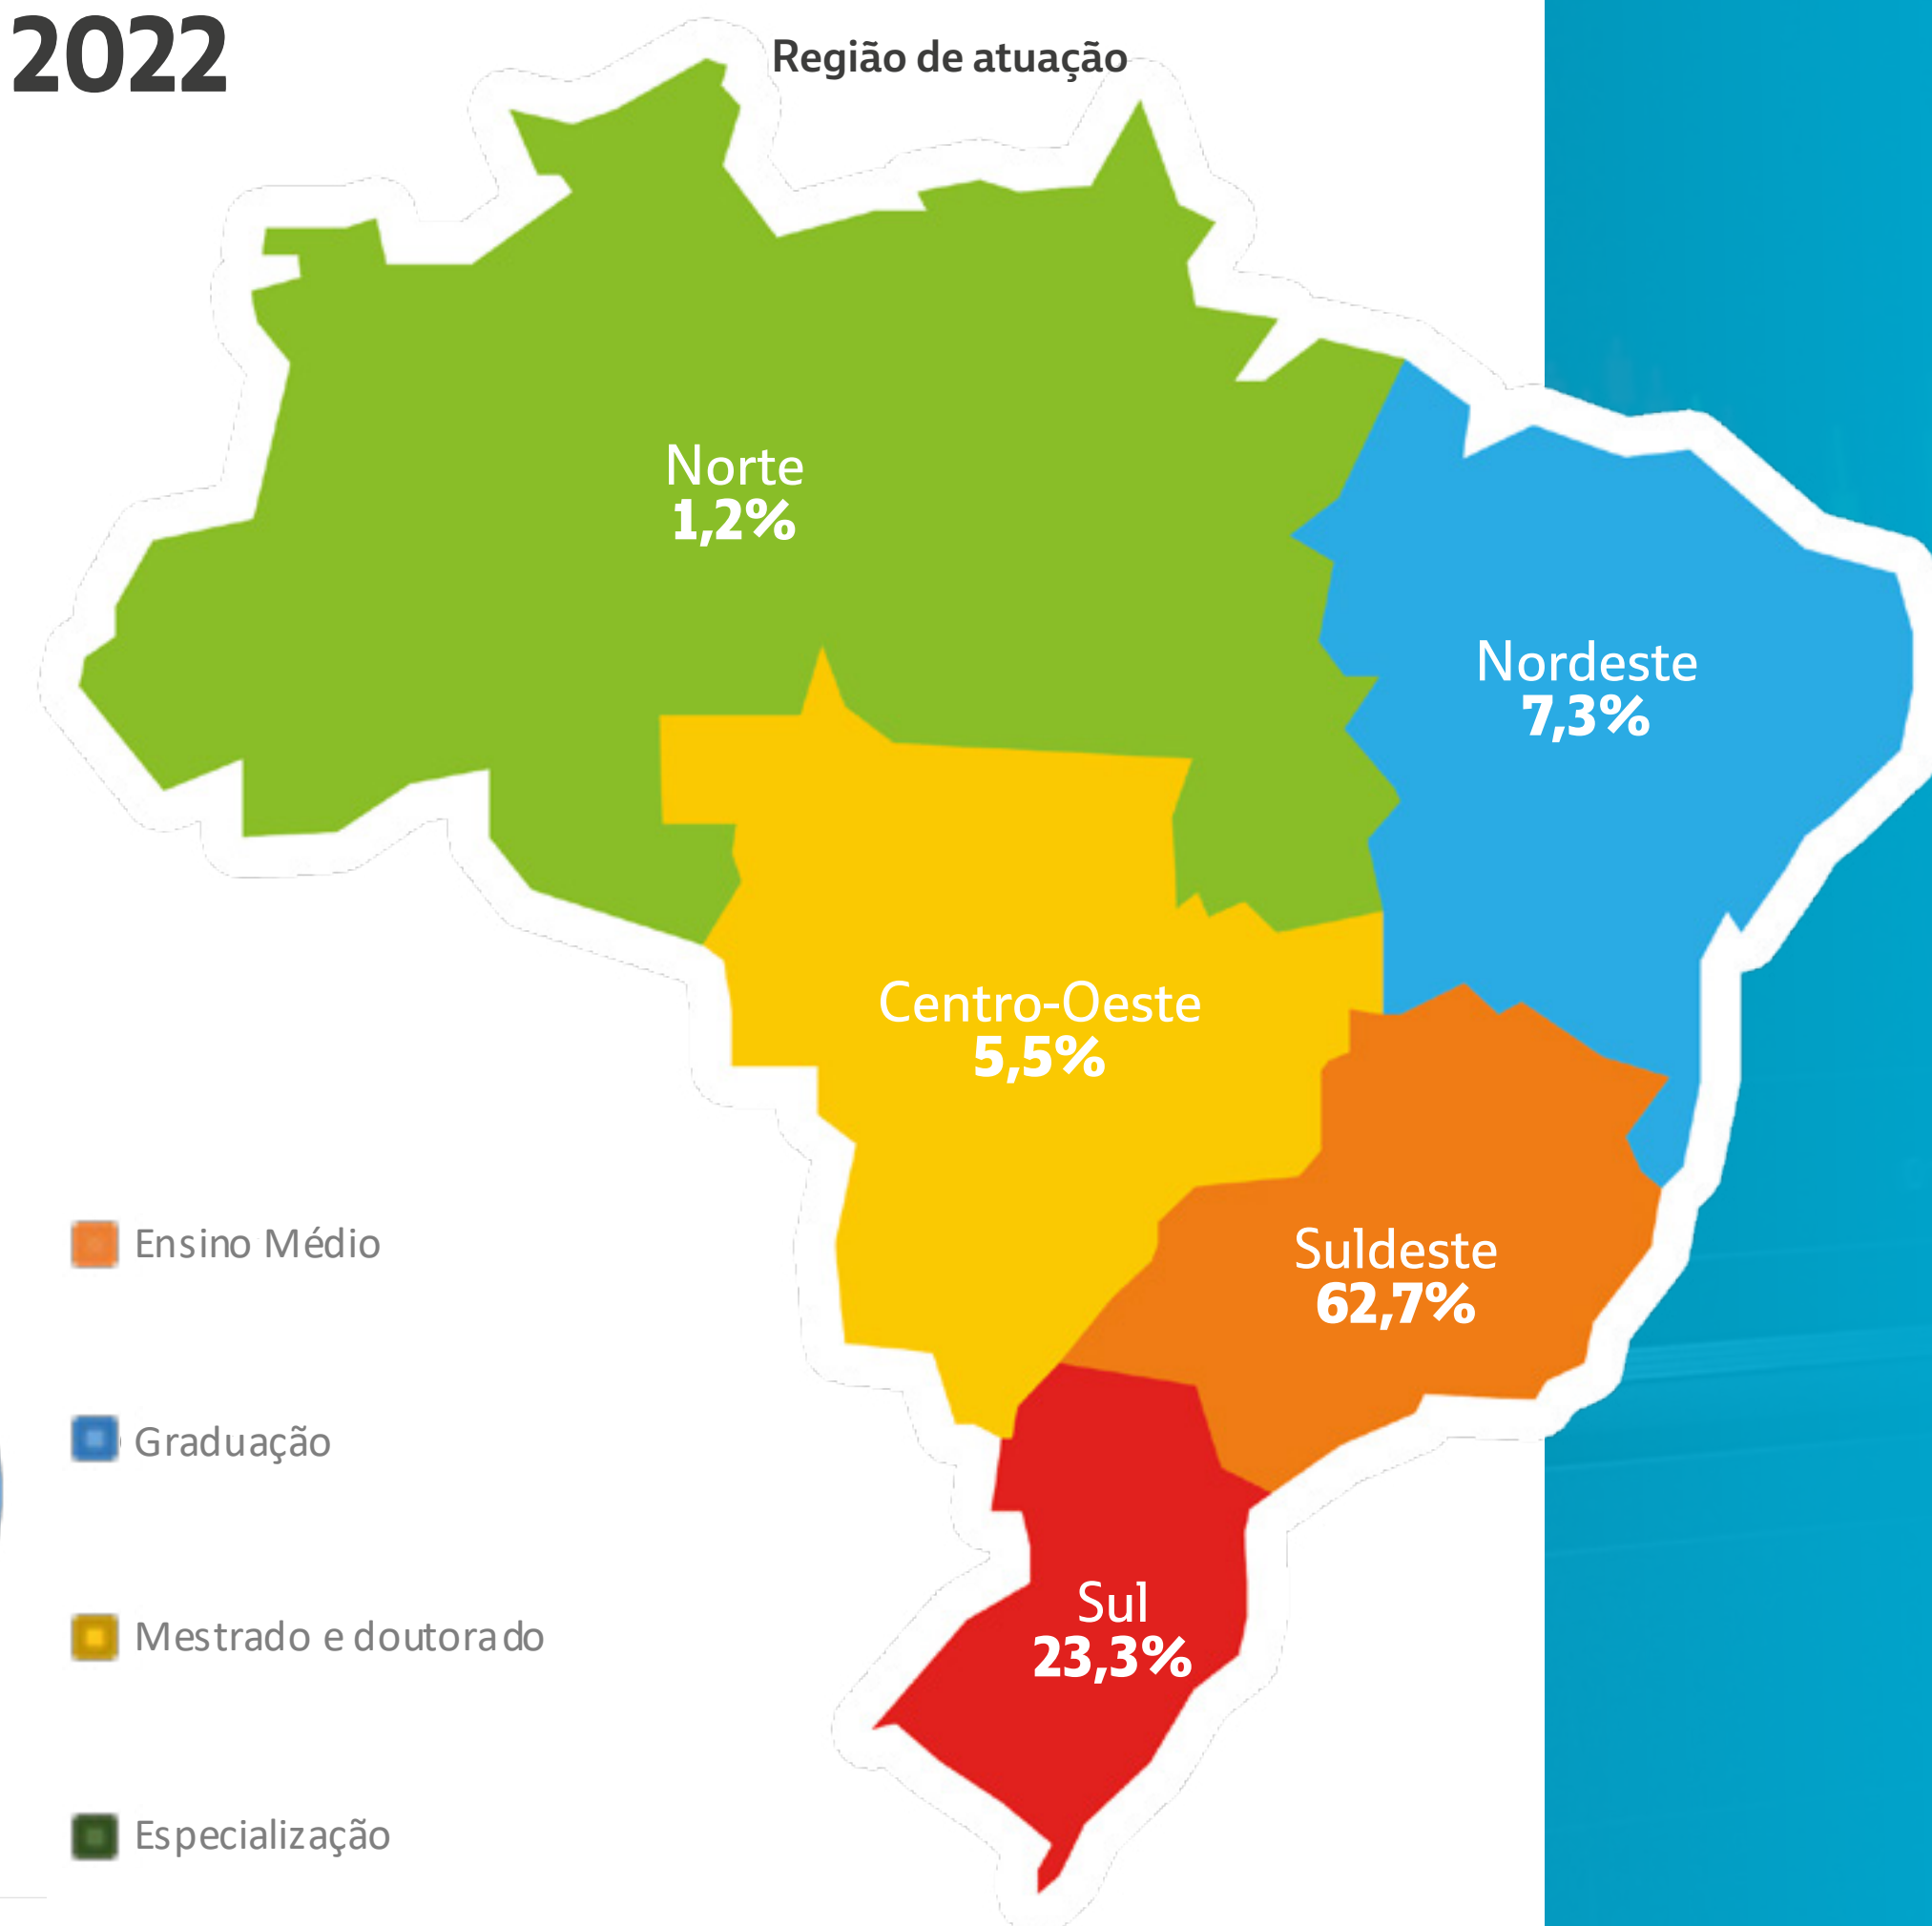 2022
Região de atuação
Norte
1,2%
Nordeste
7,3%
Centro-Oeste
5,5%
Suldeste
62,7%
Sul
23,3%
Ensino Médio
Graduação
Mestrado e doutorado
Especialização